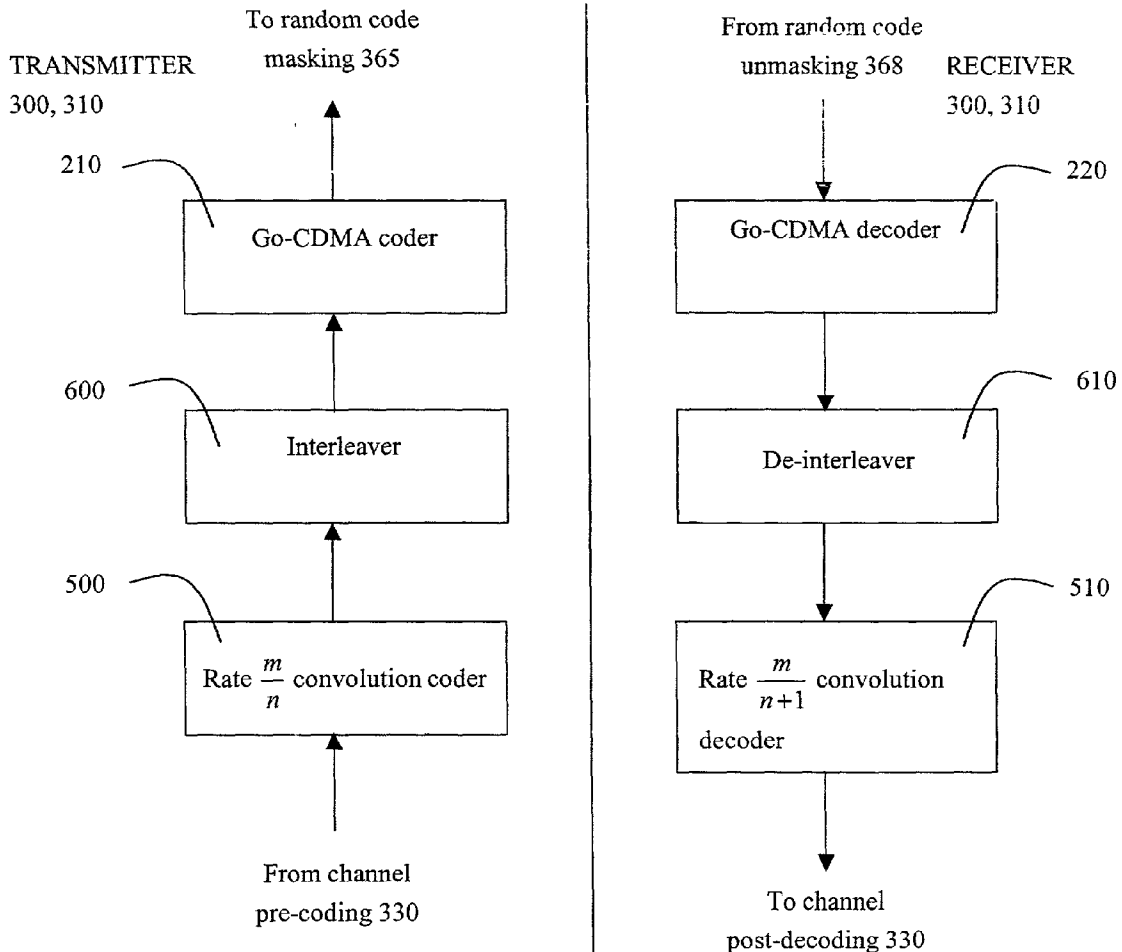 To random code
masking 365
TRANSMITTER
300, 310
210
Go-CDMA coder
600
Interleaver
500
Rate m/n convolution coder
From channel
pre-coding 330
From random code
unmasking 368
RECEIVER
300, 310
220
Go-CDMA decoder
610
De-interleaver
510
Rate m/n+1 convolution
decoder
To channel
post-decoding 330